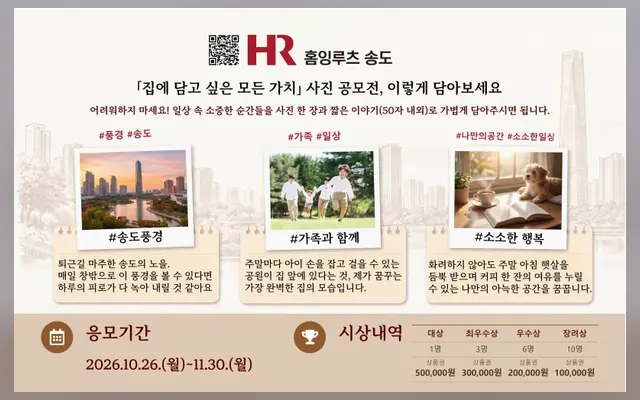 HR 홈잉루츠 송도
「집에 담고 싶은 모든 가치」 사진 공모전, 이렇게 담아보세요
어려워하지 마세요! 일상 속 소중한 순간들을 사진 한 장과 짧은 이야기(50자 내외)로 가볍게 담아주시면 됩니다.
#풍경 #송도
#송도풍경
퇴근길 마주한 송도의 노을.
매일 창밖으로 이 풍경을 볼 수 있다면
하루의 피로가 다 녹아 내릴 것 같아요
#가족 #일상
#가족과 함께
주말마다 아이 손을 잡고 걸을 수 있는
공원이 집 앞에 있다는 것, 제가 꿈꾸는
가장 완벽한 집의 모습입니다.
#나만의공간 #소소한일상
#소소한 행복
화려하지 않아도 주말 아침 햇살을
듬뿍 받으며 커피 한 잔의 여유를 누릴
수 있는 나만의 아늑한 공간을 꿈꿉니다.
응모기간
2026.10.26.(월)~11.30.(월)
시상내역
대상 최우수상 우수상 장려상
1명 3명 6명 10명
상품권 상품권 상품권 상품권
500,000원 300,000원 200,000원 100,000원